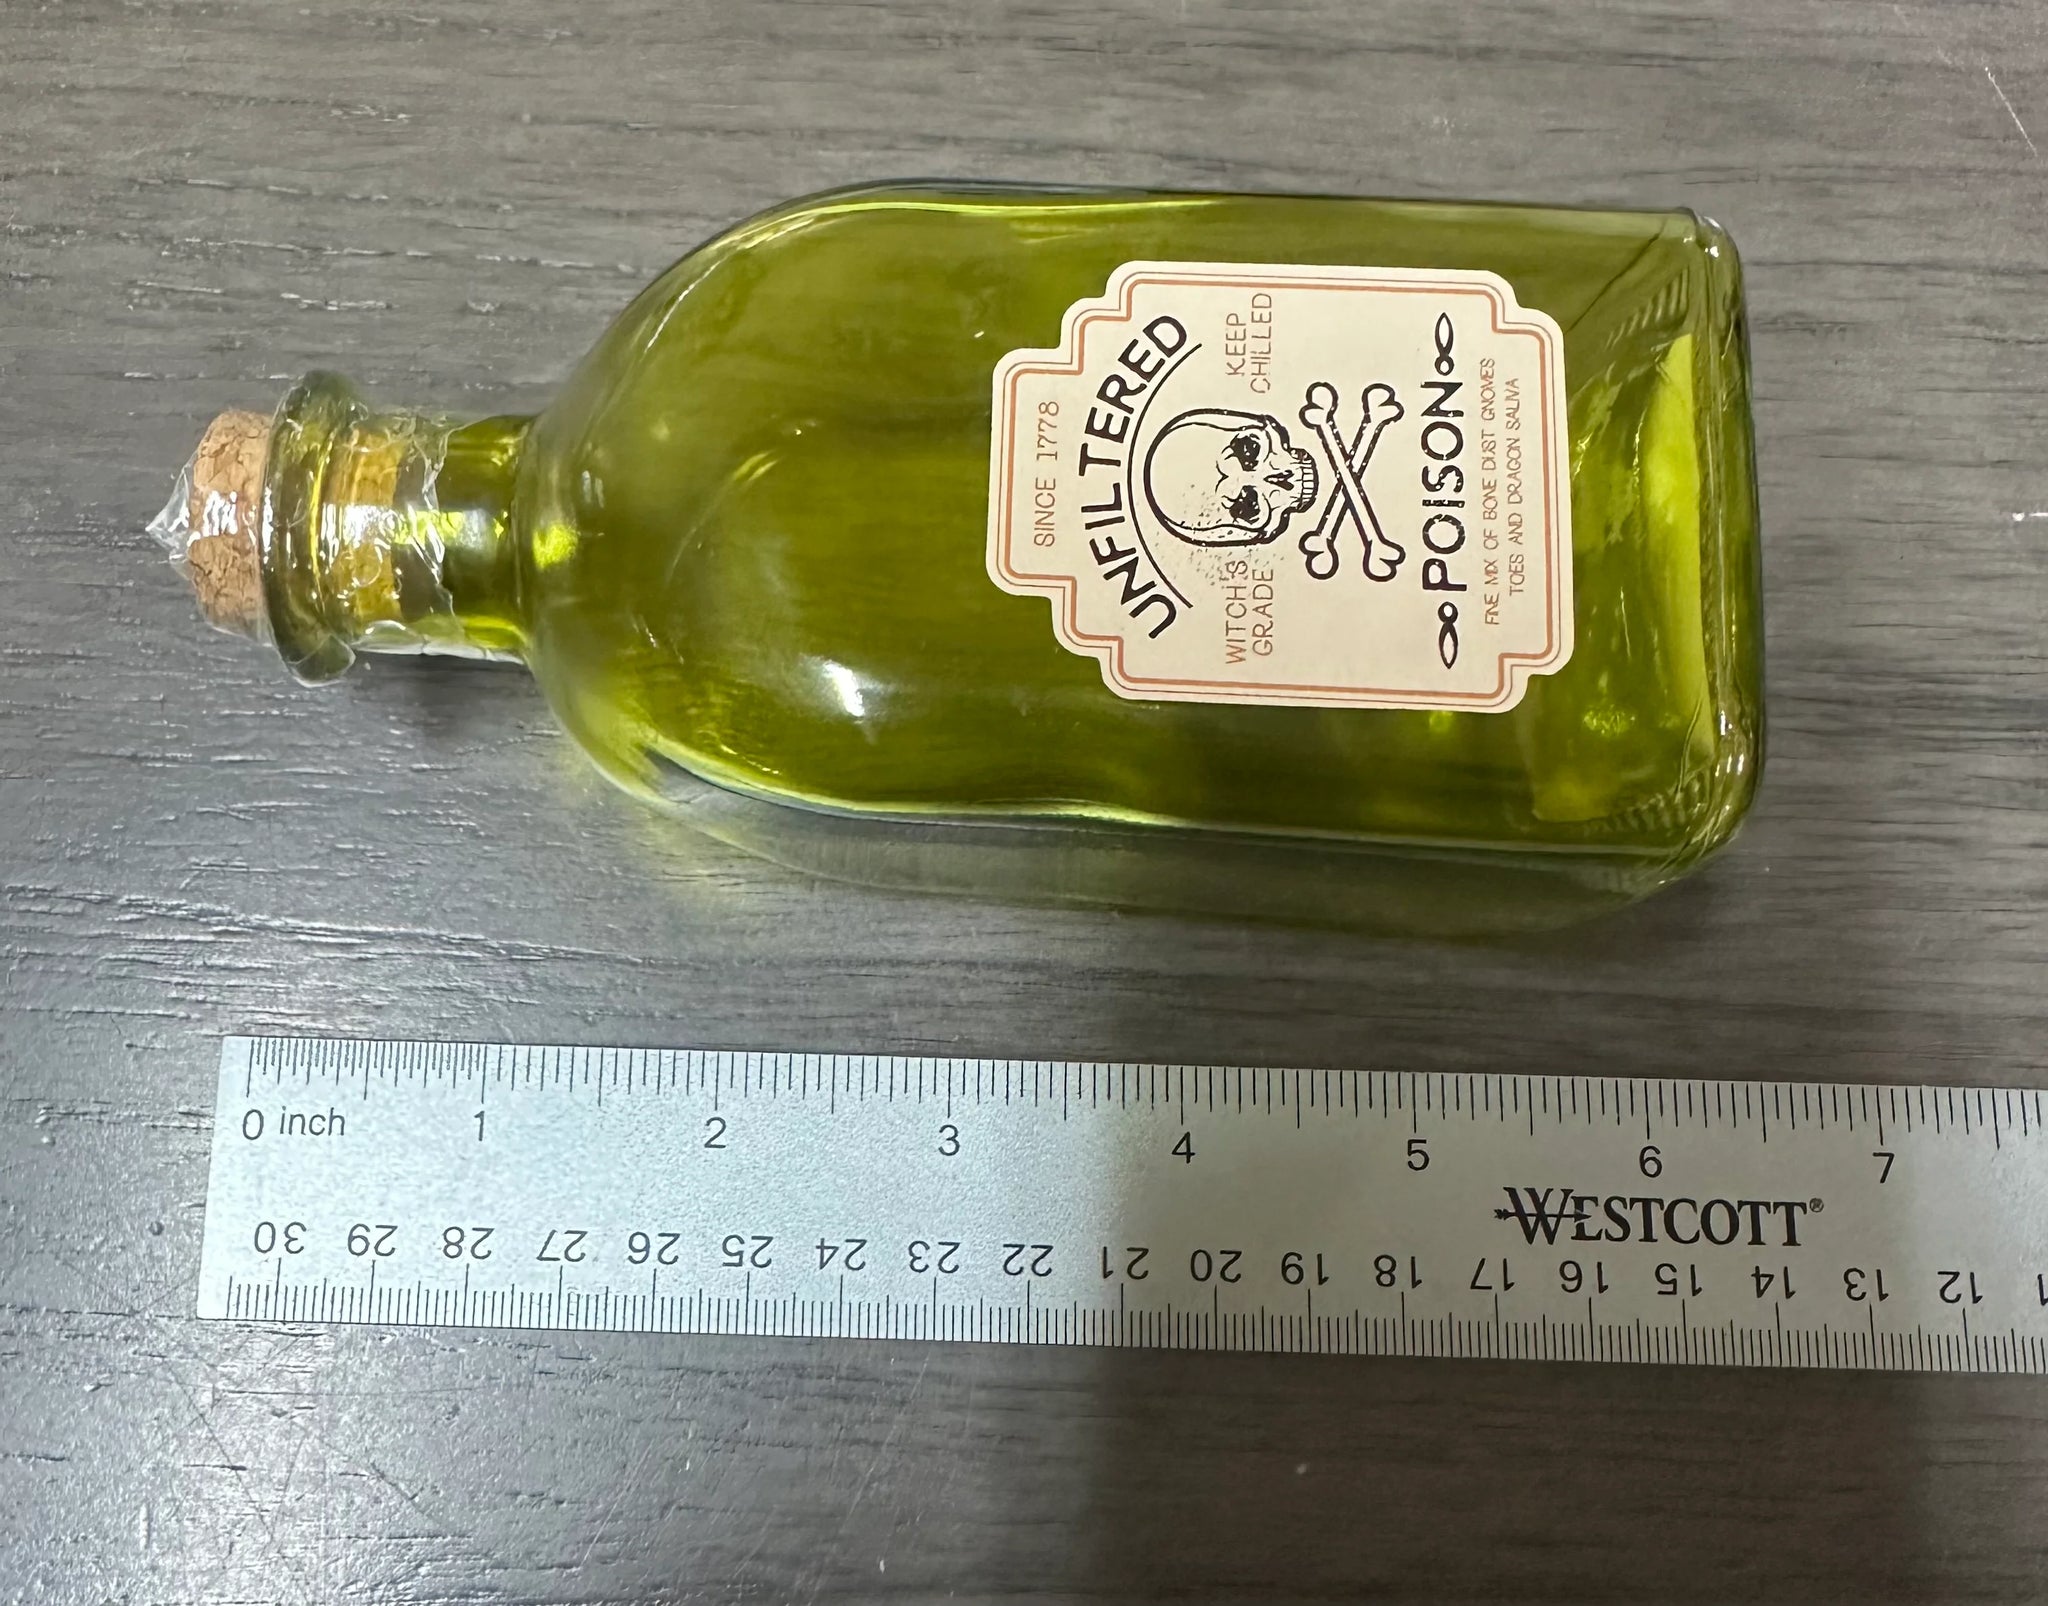 SINCE 1778
UNFILTERED
WITCH'S GRADE
KEEP CHILLED
POISON
FINE MIX OF BONE DUST GNOMES
TOES AND DRAGON SALIVA
0 inch 1 2 3 4 5 6 7
WESTCOTT®
30 29 28 27 26 25 24 23 22 21 20 19 18 17 16 15 14 13 12